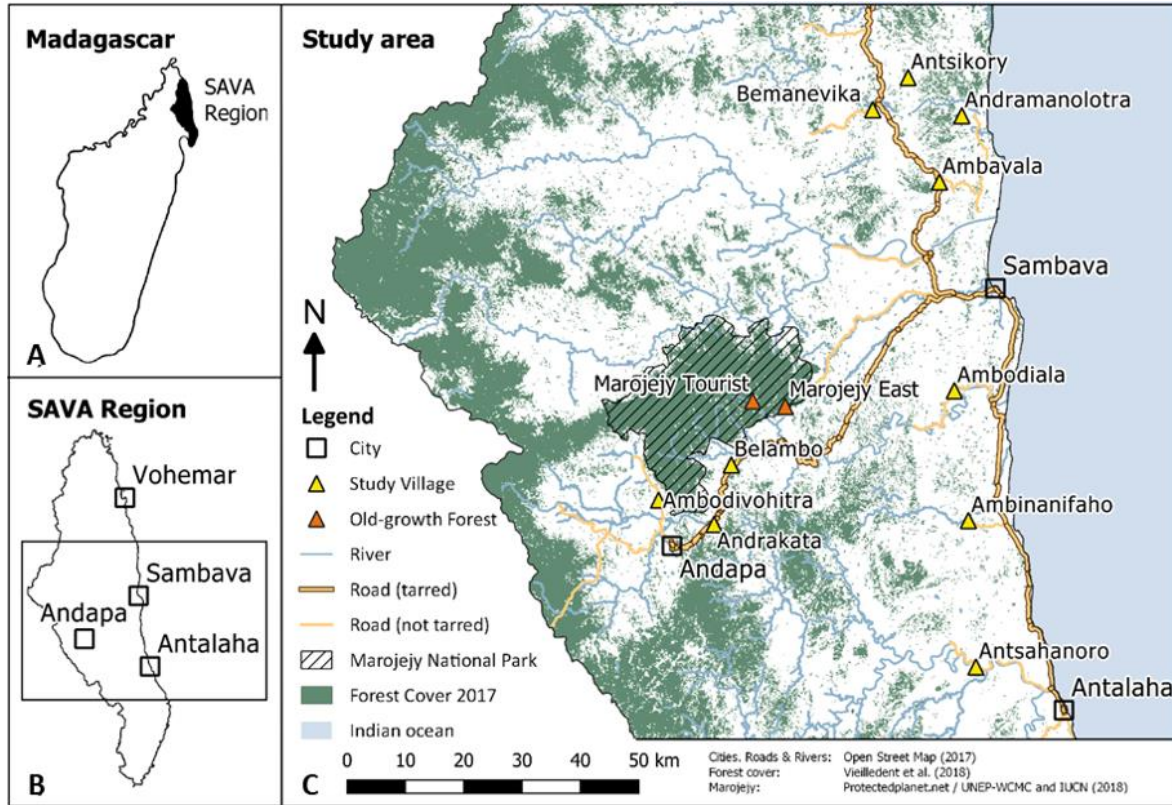 Madagascar
SAVA
Region
A
SAVA Region
Vohemar
Sambava
Andapa
Antalaha
B
Study area
Antsikory
Bemanevika
Andramanolotra
Ambavala
Sambava
N
Marojejy Tourist
Marojejy East
Ambodiala
Belambo
Ambodivohitra
Andrakata
Andapa
Ambinanifaho
Antsahanoro
Antalaha
Legend
City
Study Village
Old-growth Forest
River
Road (tarred)
Road (not tarred)
Marojejy National Park
Forest Cover 2017
Indian ocean
0 10 20 30 40 50 km
C
Cities. Roads & Rivers: Open Street Map (2017)
Forest cover: Vieilledent et al. (2018)
Marojejy: Protectedplanet.net / UNEP-WCMC and IUCN (2018)